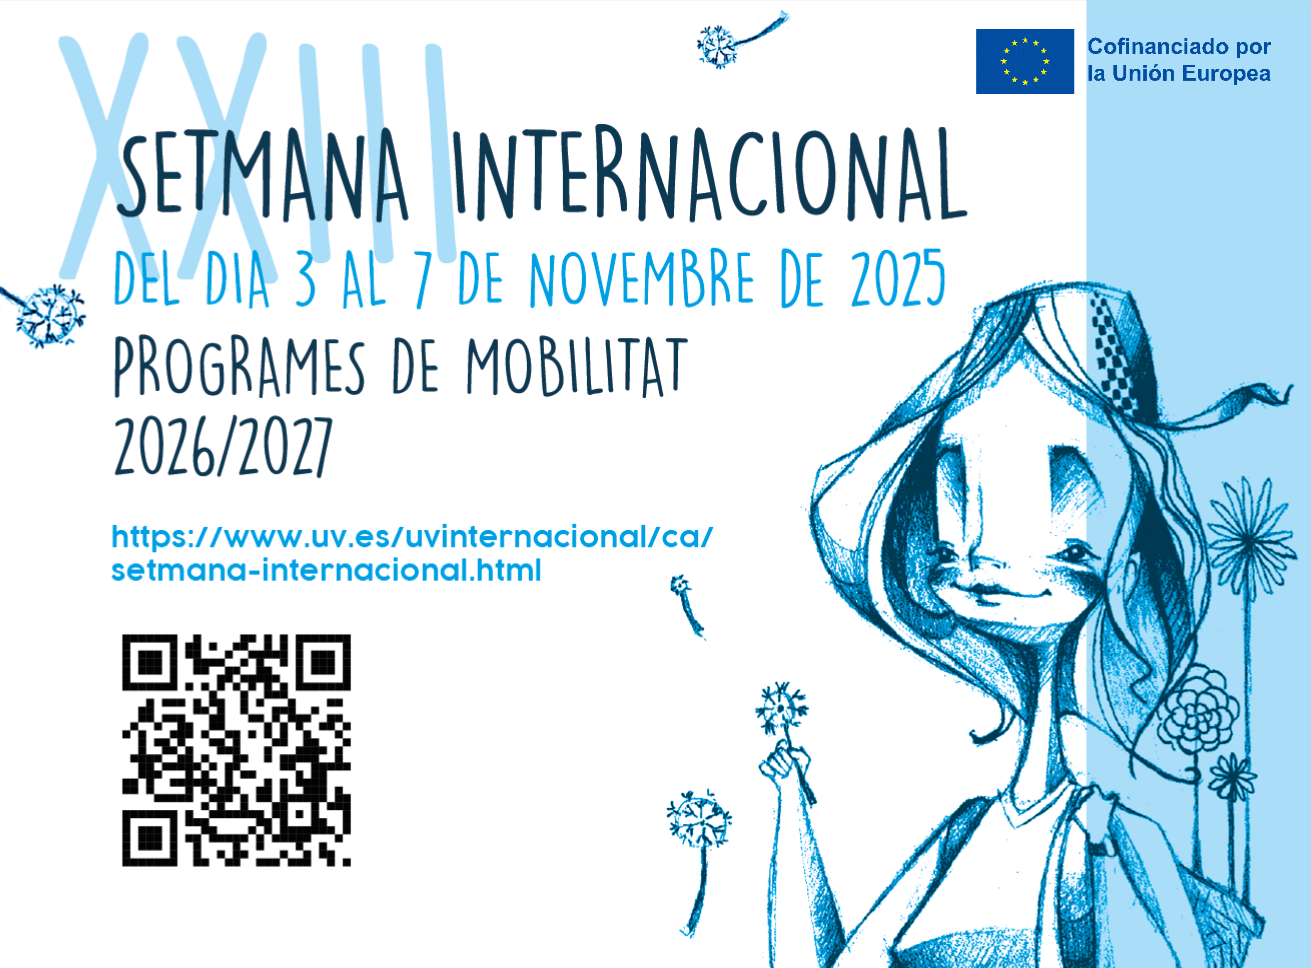 XXIII
SETMANA INTERNACIONAL
DEL DIA 3 AL 7 DE NOVEMBRE DE 2025
PROGRAMES DE MOBILITAT
2026/2027
https://www.uv.es/uvinternacional/ca/
setmana-internacional.html
Cofinanciado por
la Unión Europea